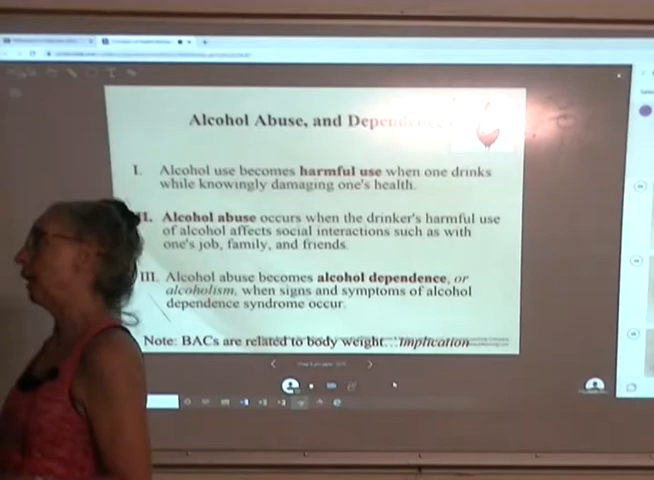 Alcohol Abuse, and Dependence
I. Alcohol use becomes harmful use when one drinks
while knowingly damaging one's health.
II. Alcohol abuse occurs when the drinker's harmful use
of alcohol affects social interactions such as with
one's job, family, and friends.
III. Alcohol abuse becomes alcohol dependence, or
alcoholism, when signs and symptoms of alcohol
dependence syndrome occur.
Note: BACs are related to body weight…implication